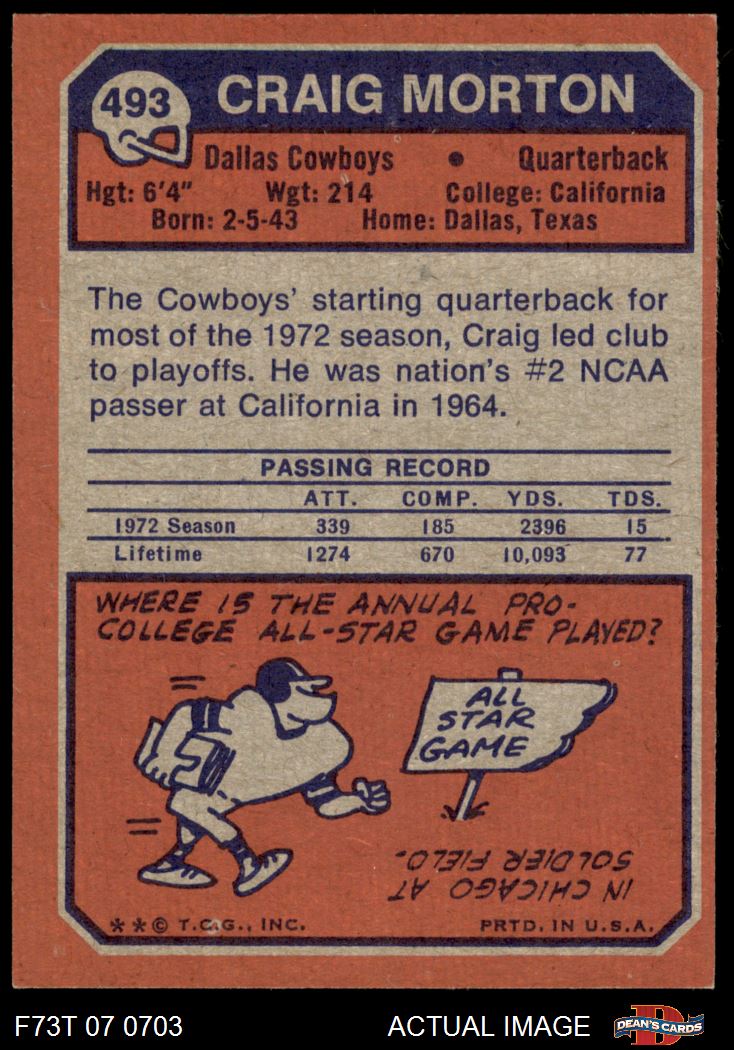 493 CRAIG MORTON
Dallas Cowboys • Quarterback
Hgt: 6'4" Wgt: 214 College: California
Born: 2-5-43 Home: Dallas, Texas
The Cowboys' starting quarterback for
most of the 1972 season, Craig led club
to playoffs. He was nation's #2 NCAA
passer at California in 1964.
PASSING RECORD
ATT. COMP. YDS. TDS.
1972 Season 339 185 2396 15
Lifetime 1274 670 10,093 77
WHERE IS THE ANNUAL PRO-
COLLEGE ALL-STAR GAME PLAYED?
ALL
STAR
GAME
IN CHICAGO AT
SOLDIER FIELD.
**© T.C.G., INC. PRTD. IN U.S.A.
F73T 07 0703 ACTUAL IMAGE D DEAN'S CARDS